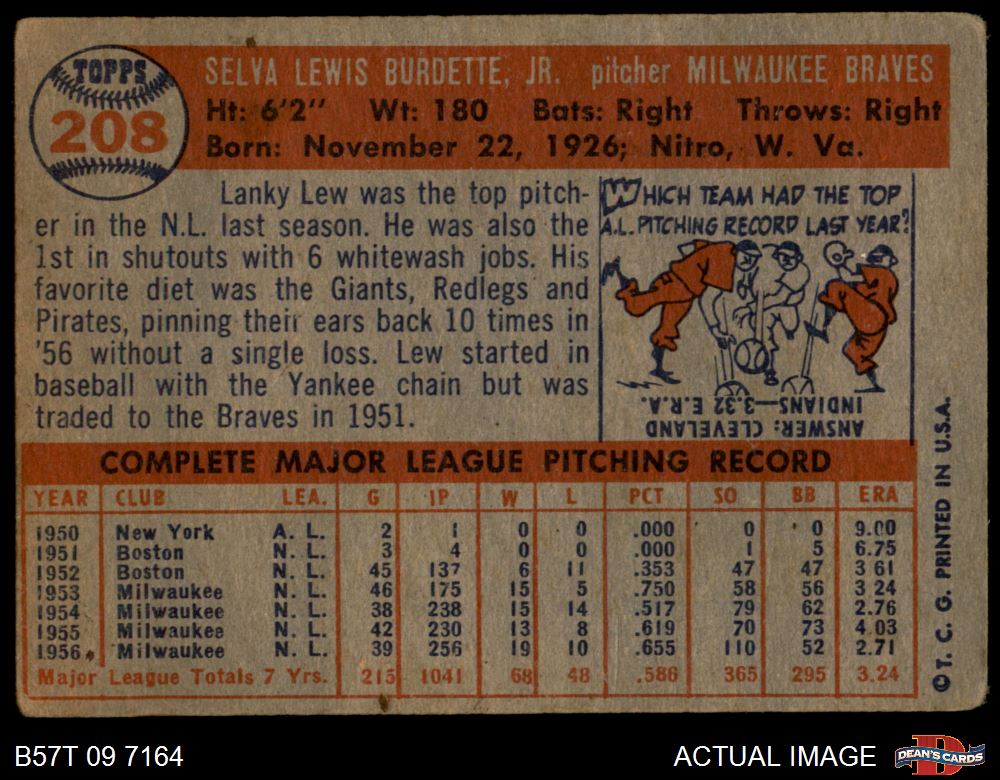 TOPPS
208
SELVA LEWIS BURDETTE, JR. pitcher MILWAUKEE BRAVES
Ht: 6'2" Wt: 180 Bats: Right Throws: Right
Born: November 22, 1926; Nitro, W. Va.
Lanky Lew was the top pitch-
er in the N.L. last season. He was also the
1st in shutouts with 6 whitewash jobs. His
favorite diet was the Giants, Redlegs and
Pirates, pinning their ears back 10 times in
'56 without a single loss. Lew started in
baseball with the Yankee chain but was
traded to the Braves in 1951.
WHICH TEAM HAD THE TOP
A.L. PITCHING RECORD LAST YEAR?
ANSWER: CLEVELAND
INDIANS—3.32 E.R.A.
COMPLETE MAJOR LEAGUE PITCHING RECORD
YEAR CLUB LEA. G IP W L PCT SO BB ERA
1950 New York A. L. 2 1 0 0 .000 0 0 9.00
1951 Boston N. L. 3 4 0 0 .000 1 5 6.75
1952 Boston N. L. 45 137 6 11 .353 47 47 3 61
1953 Milwaukee N. L. 46 175 15 5 .750 58 56 3 24
1954 Milwaukee N. L. 38 238 15 14 .517 79 62 2.76
1955 Milwaukee N. L. 42 230 13 8 .619 70 73 4.03
1956 Milwaukee N. L. 39 256 19 10 .655 110 52 2.71
Major League Totals 7 Yrs. 215 1041 68 48 .586 365 295 3.24
© T. C. G. PRINTED IN U.S.A.
B57T 09 7164
ACTUAL IMAGE
DEAN'S CARDS